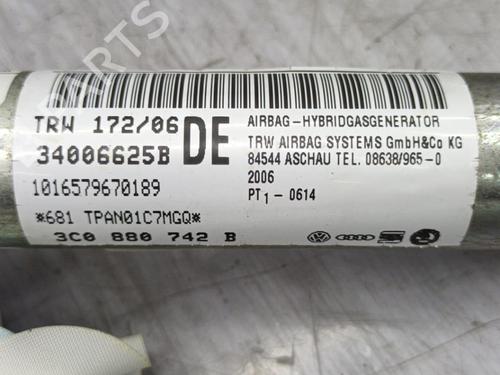 TRW 172/06 DE
34006625B
1016579670189
*681 TPAN01C7MGQ*
3C0 880 742 B
AIRBAG-HYBRIDGASGENERATOR
TRW AIRBAG SYSTEMS GmbH&Co KG
84544 ASCHAU TEL. 08638/965-0
2006
PT1 - 0614